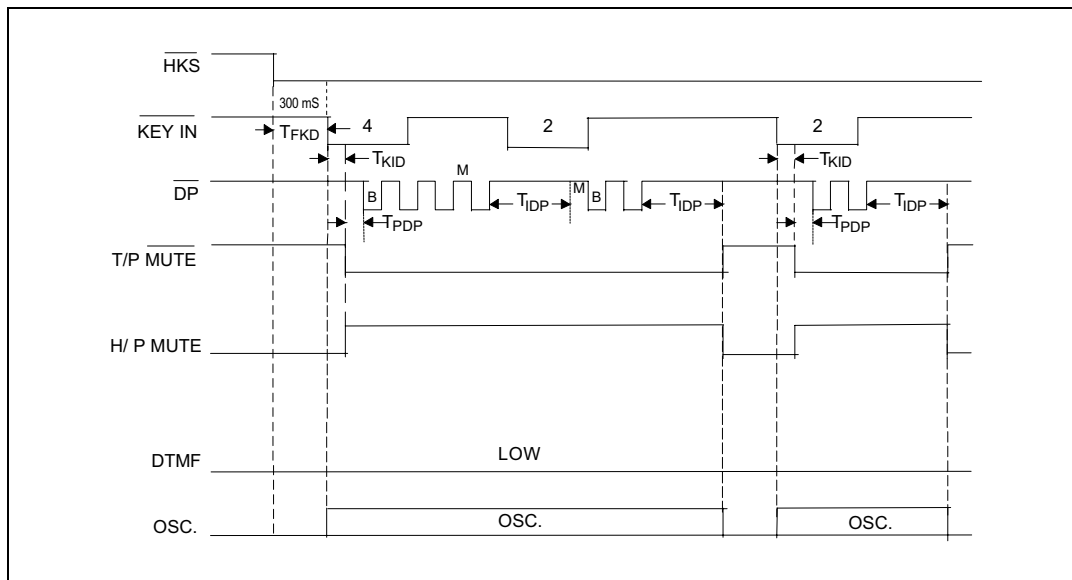 HKS
300 mS
KEY IN
TFKD
4
2
2
TKID
TKID
DP
B
M
TIDP
M
B
TIDP
TIDP
TPDP
TPDP
T/P MUTE
H/ P MUTE
DTMF
LOW
OSC.
OSC.
OSC.